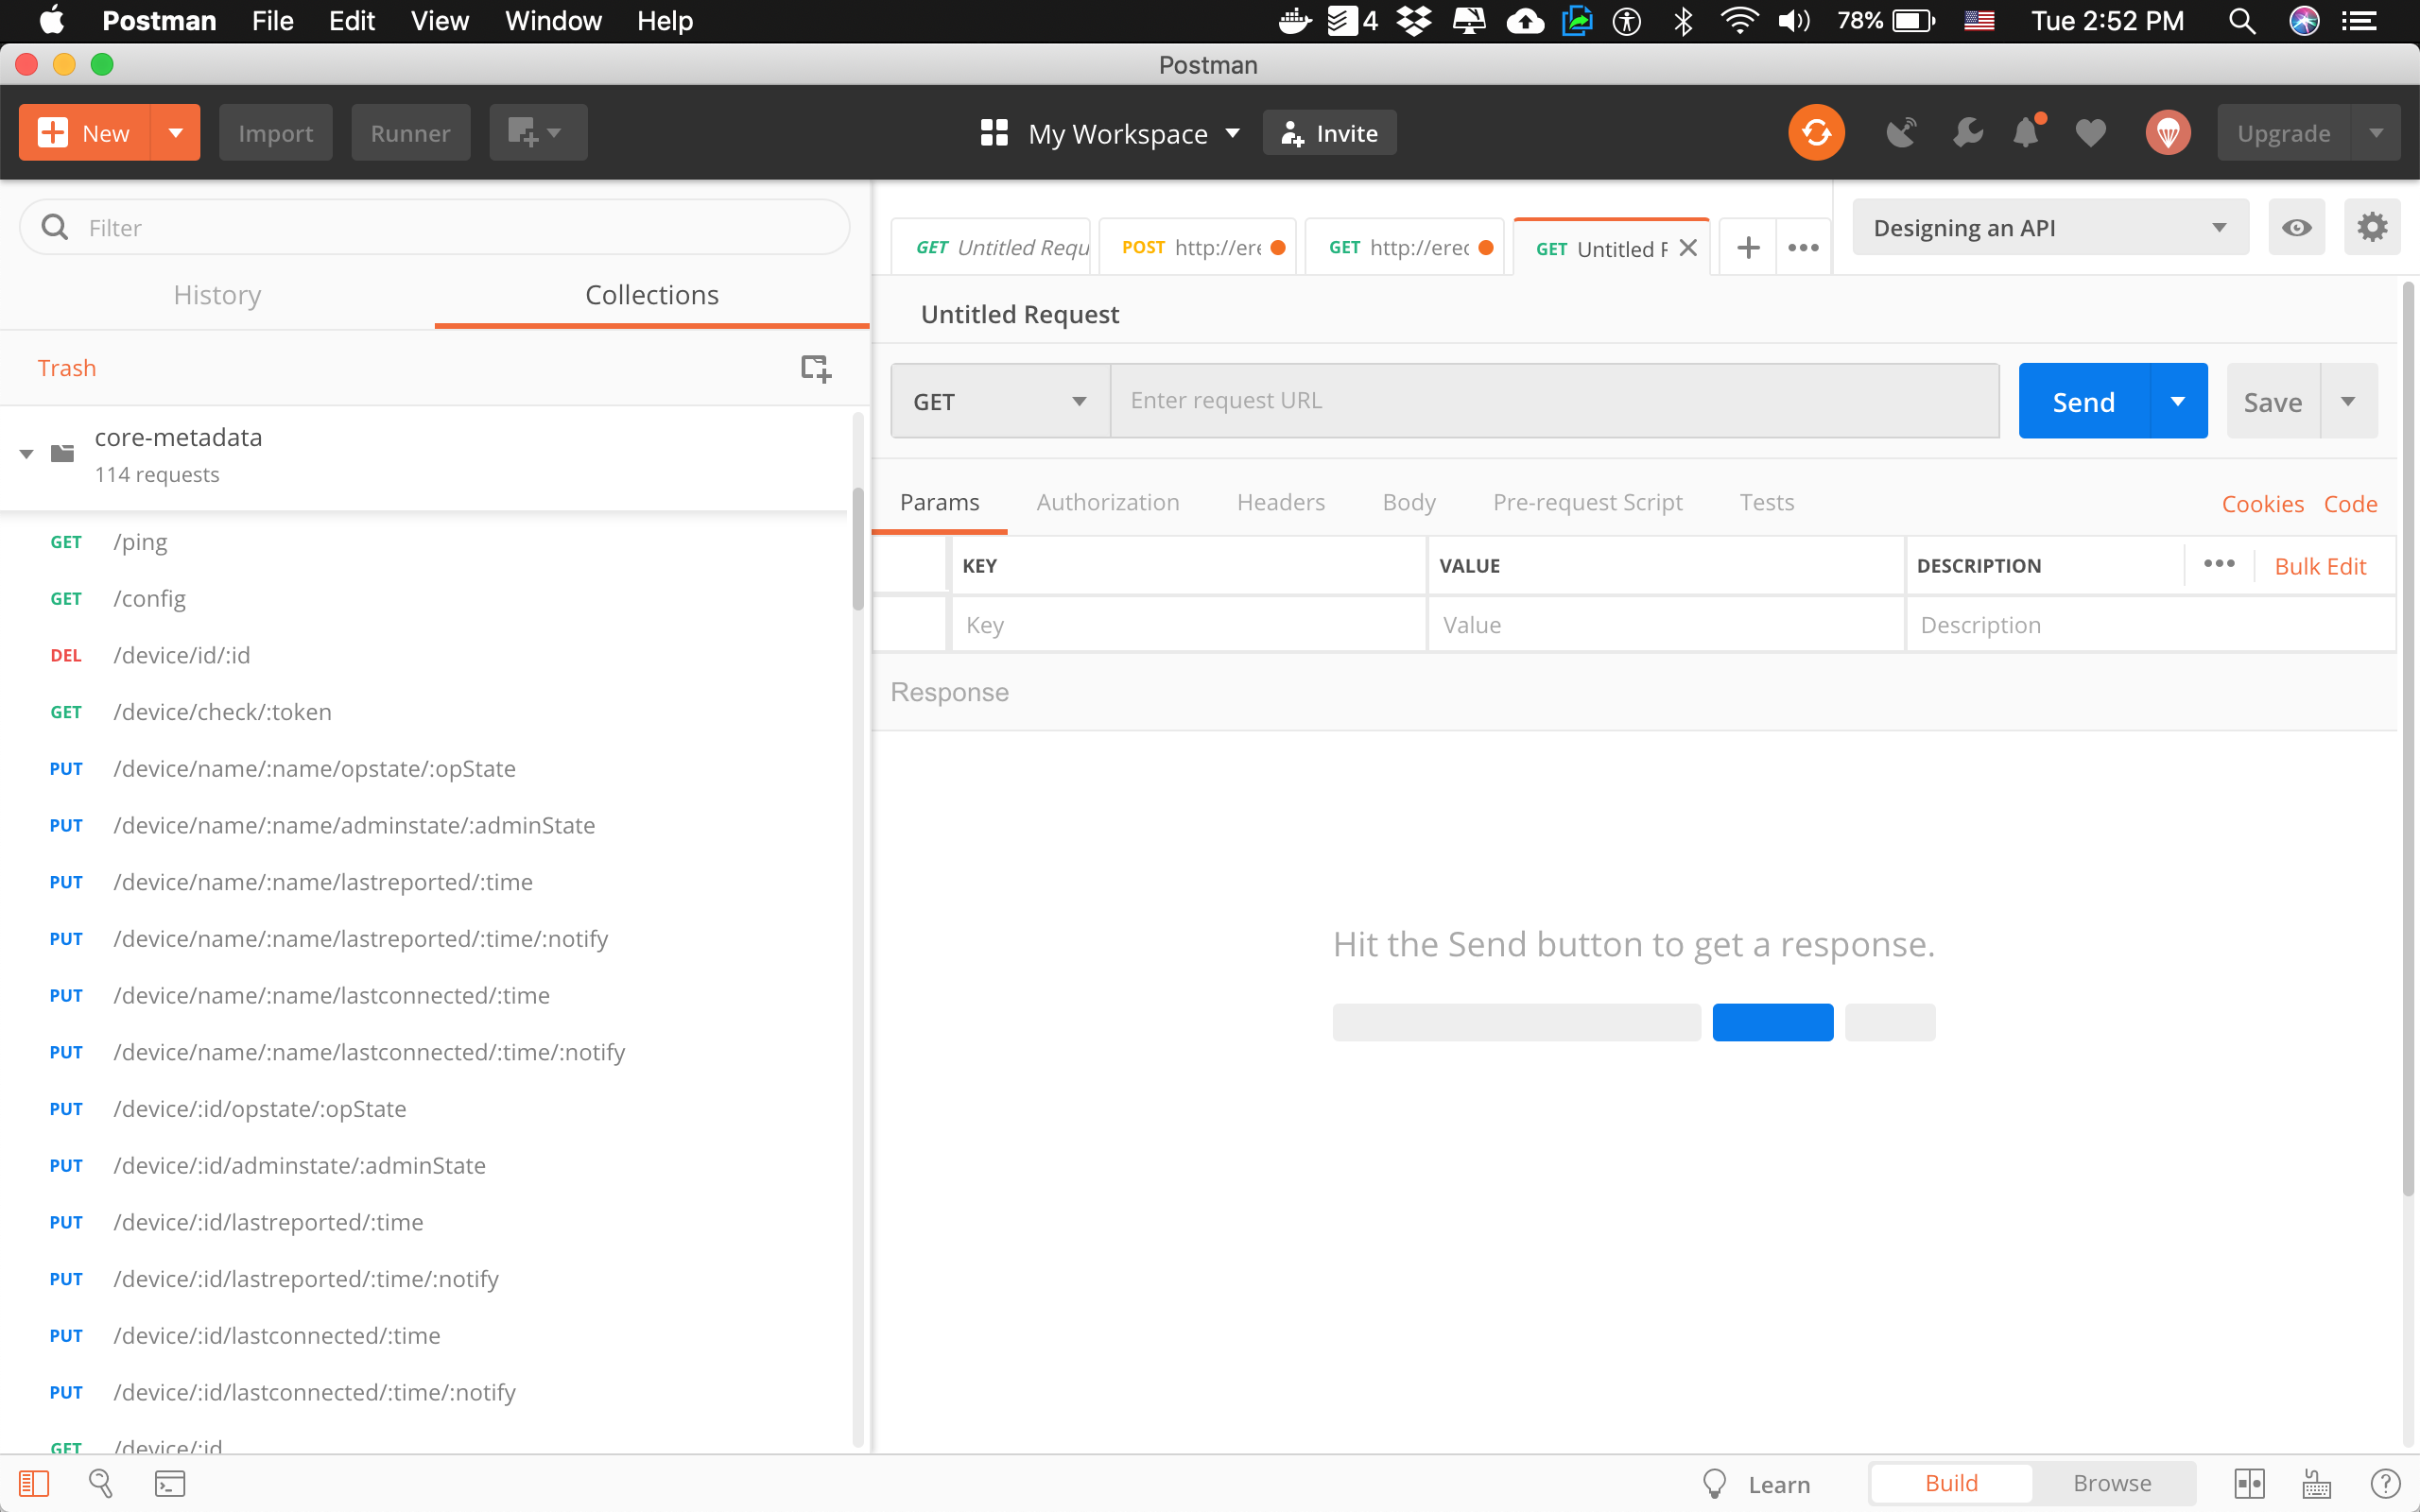 Postman File Edit View Window Help 4 78% Tue 2:52 PM
Postman
New Import Runner My Workspace Invite Upgrade
Filter
History Collections
Trash
core-metadata
114 requests
GET /ping
GET /config
DEL /device/id/:id
GET /device/check/:token
PUT /device/name/:name/opstate/:opState
PUT /device/name/:name/adminstate/:adminState
PUT /device/name/:name/lastreported/:time
PUT /device/name/:name/lastreported/:time/:notify
PUT /device/name/:name/lastconnected/:time
PUT /device/name/:name/lastconnected/:time/:notify
PUT /device/:id/opstate/:opState
PUT /device/:id/adminstate/:adminState
PUT /device/:id/lastreported/:time
PUT /device/:id/lastreported/:time/:notify
PUT /device/:id/lastconnected/:time
PUT /device/:id/lastconnected/:time/:notify
GET /device/:id
GET Untitled Requ POST http://ere GET http://erec GET Untitled R Designing an API
Untitled Request
GET Enter request URL Send Save
Params Authorization Headers Body Pre-request Script Tests Cookies Code
KEY VALUE DESCRIPTION ••• Bulk Edit
Key Value Description
Response
Hit the Send button to get a response.
Learn Build Browse